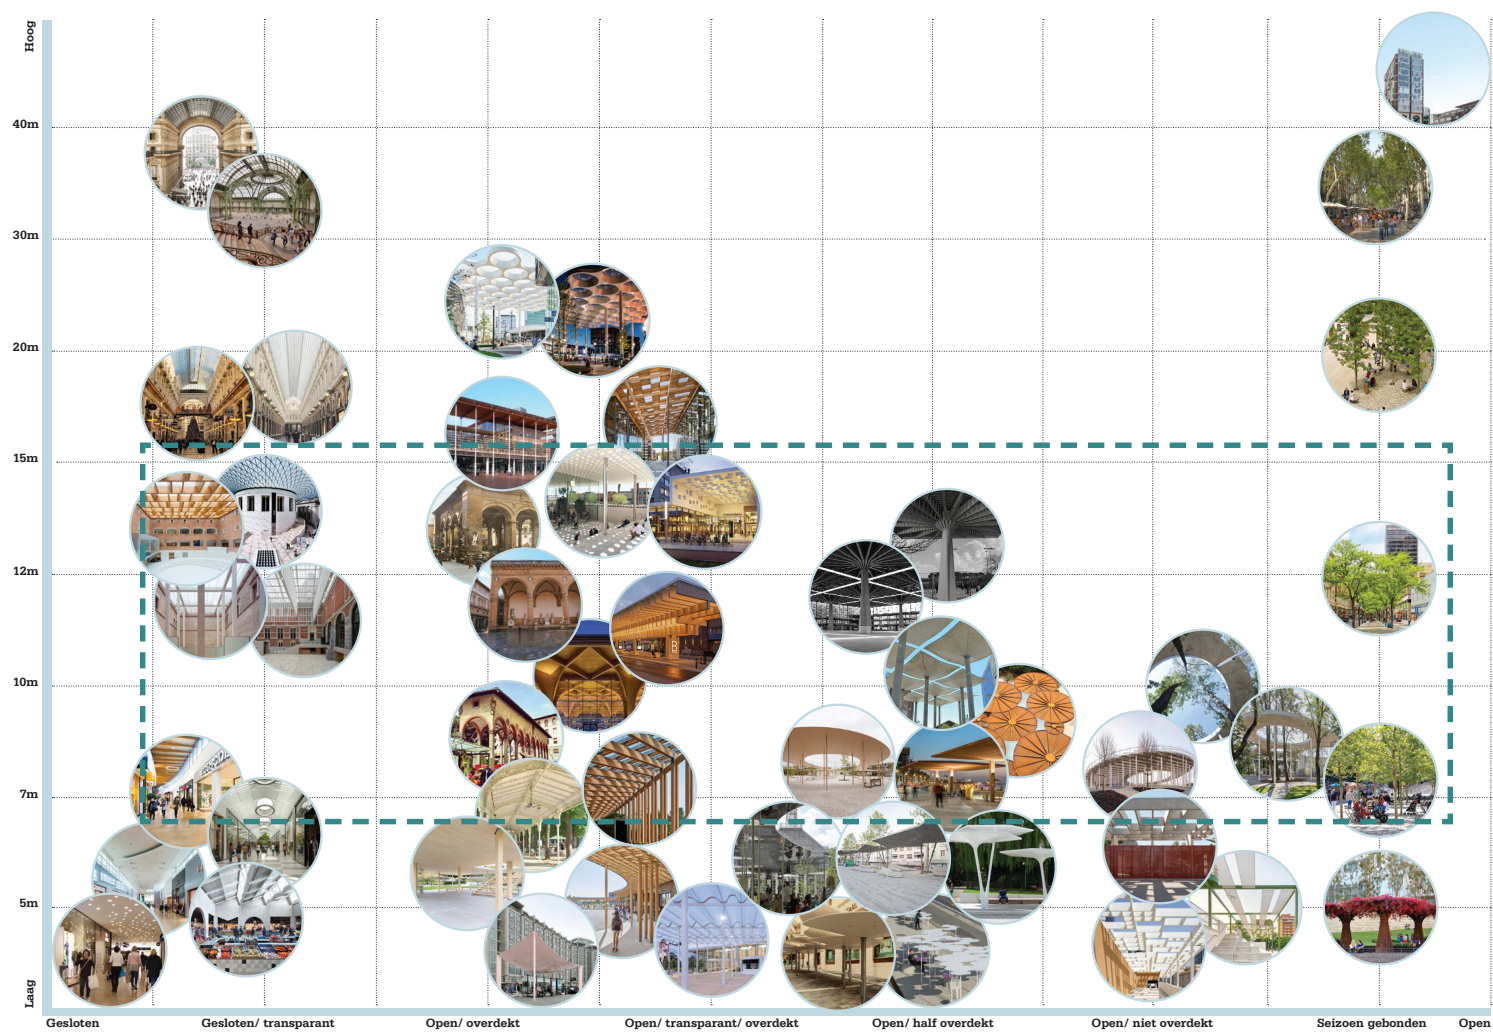 Hoog
40m
30m
20m
15m
12m
10m
7m
5m
Laag
Gesloten
Gesloten/ transparant
Open/ overdekt
Open/ transparant/ overdekt
Open/ half overdekt
Open/ niet overdekt
Seizoen gebonden
Open